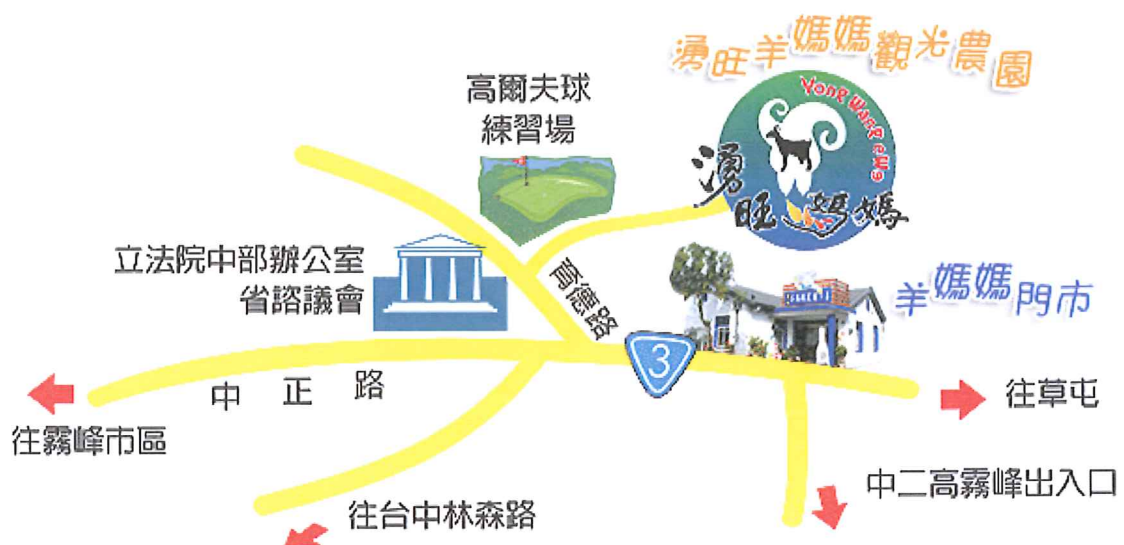 湧旺羊媽媽觀光農園
高爾夫球
練習場
Yong Wang eMa
湧旺媽媽
立法院中部辦公室
省諮議會
育德路
羊媽媽門市
3
中正路
往草屯
往霧峰市區
中二高霧峰出入口
往台中林森路